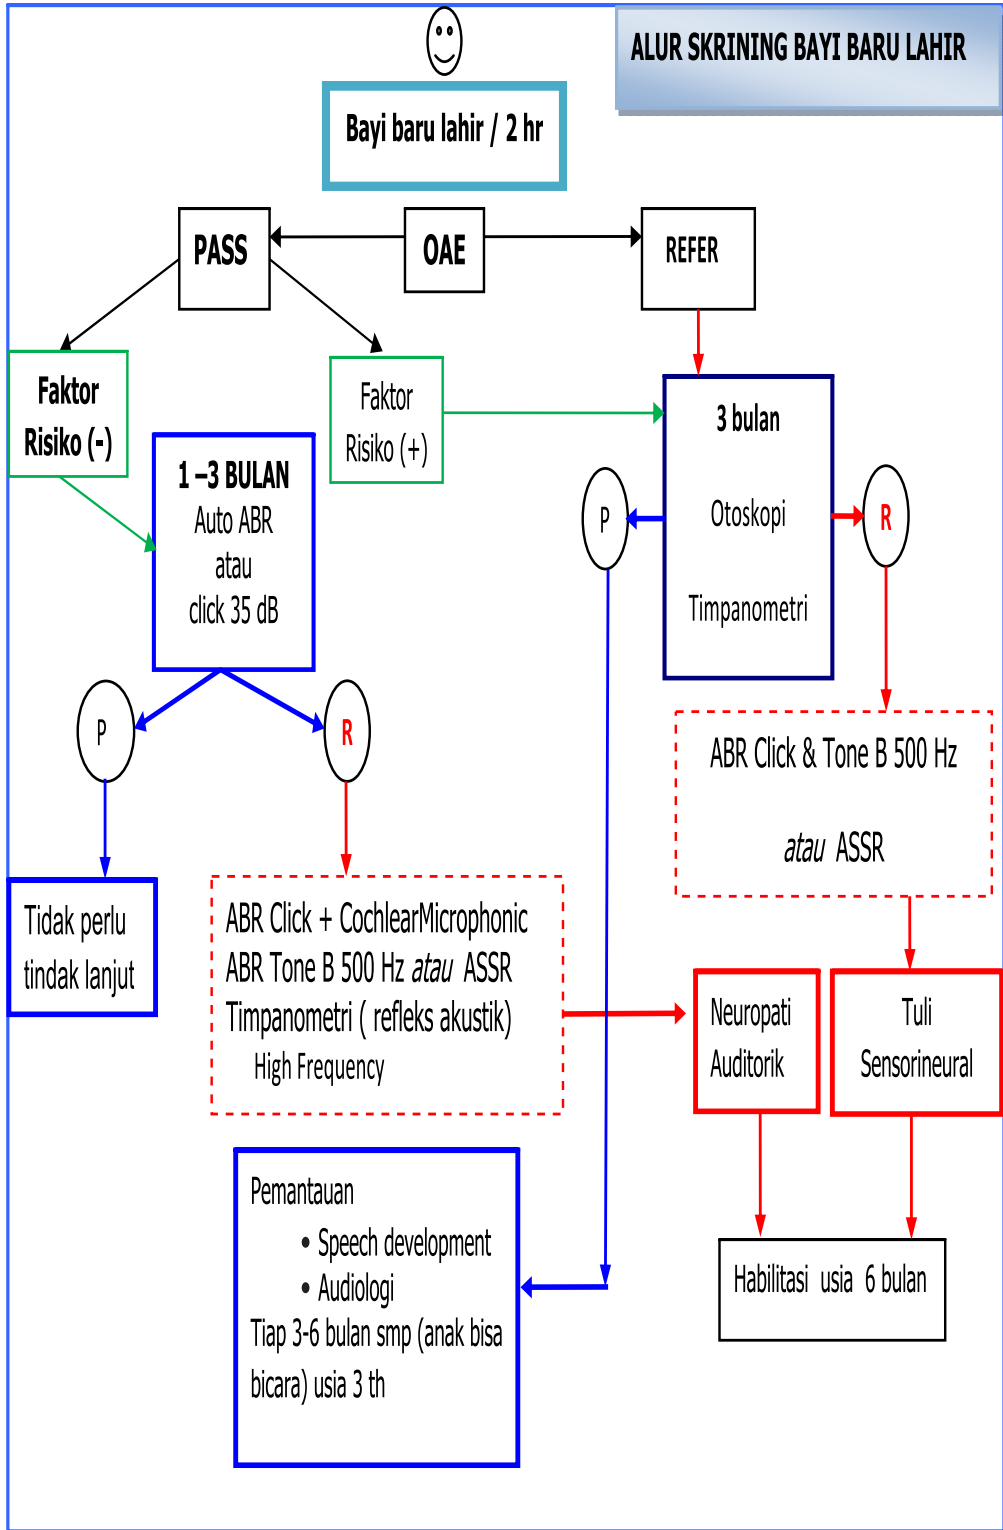 ALUR SKRINING BAYI BARU LAHIR
Bayi baru lahir / 2 hr
PASS
OAE
REFER
Faktor
Risiko (-)
Faktor
Risiko (+)
3 bulan
Otoskopi
Timpanometri
1 –3 BULAN
Auto ABR
atau
click 35 dB
P
R
P
R
ABR Click & Tone B 500 Hz
atau ASSR
Tidak perlu
tindak lanjut
ABR Click + CochlearMicrophonic
ABR Tone B 500 Hz atau ASSR
Timpanometri ( refleks akustik)
High Frequency
Neuropati
Auditorik
Tuli
Sensorineural
Pemantauan
• Speech development
• Audiologi
Tiap 3-6 bulan smp (anak bisa
bicara) usia 3 th
Habilitasi usia 6 bulan